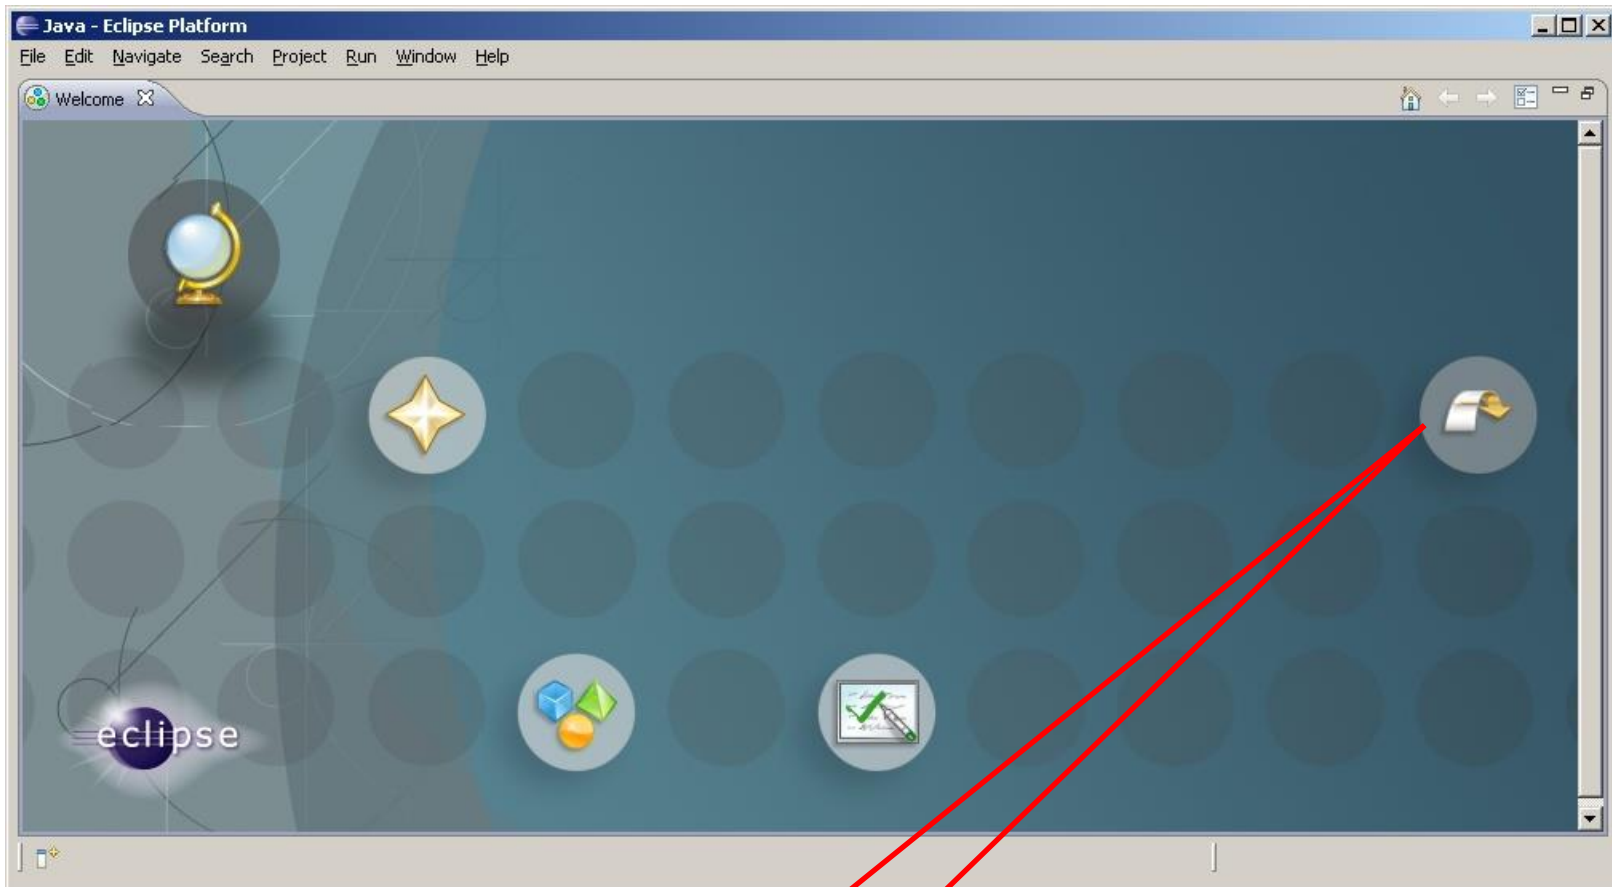 Java - Eclipse Platform
File Edit Navigate Search Project Run Window Help
Welcome
eclipse